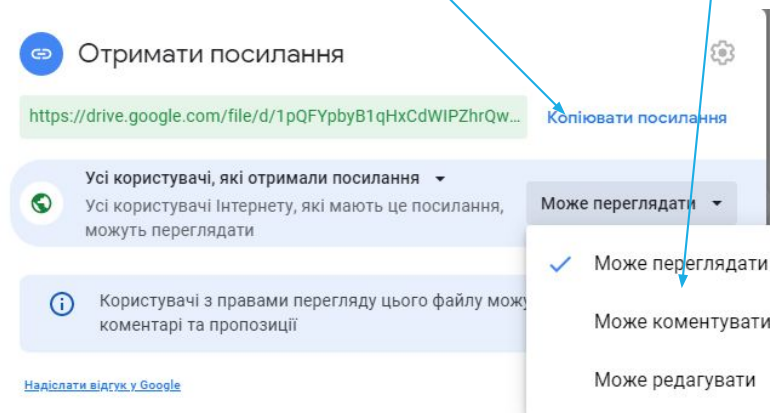 Отримати посилання
https://drive.google.com/file/d/1pQFYpbyB1qHxCdWIPZhrQw...
Копіювати посилання
Усі користувачі, які отримали посилання
Усі користувачі Інтернету, які мають це посилання,
можуть переглядати
Може переглядати
Може переглядати
Може коментувати
Може редагувати
Користувачі з правами перегляду цього файлу можу
коментарі та пропозиції
Надіслати відгук у Google